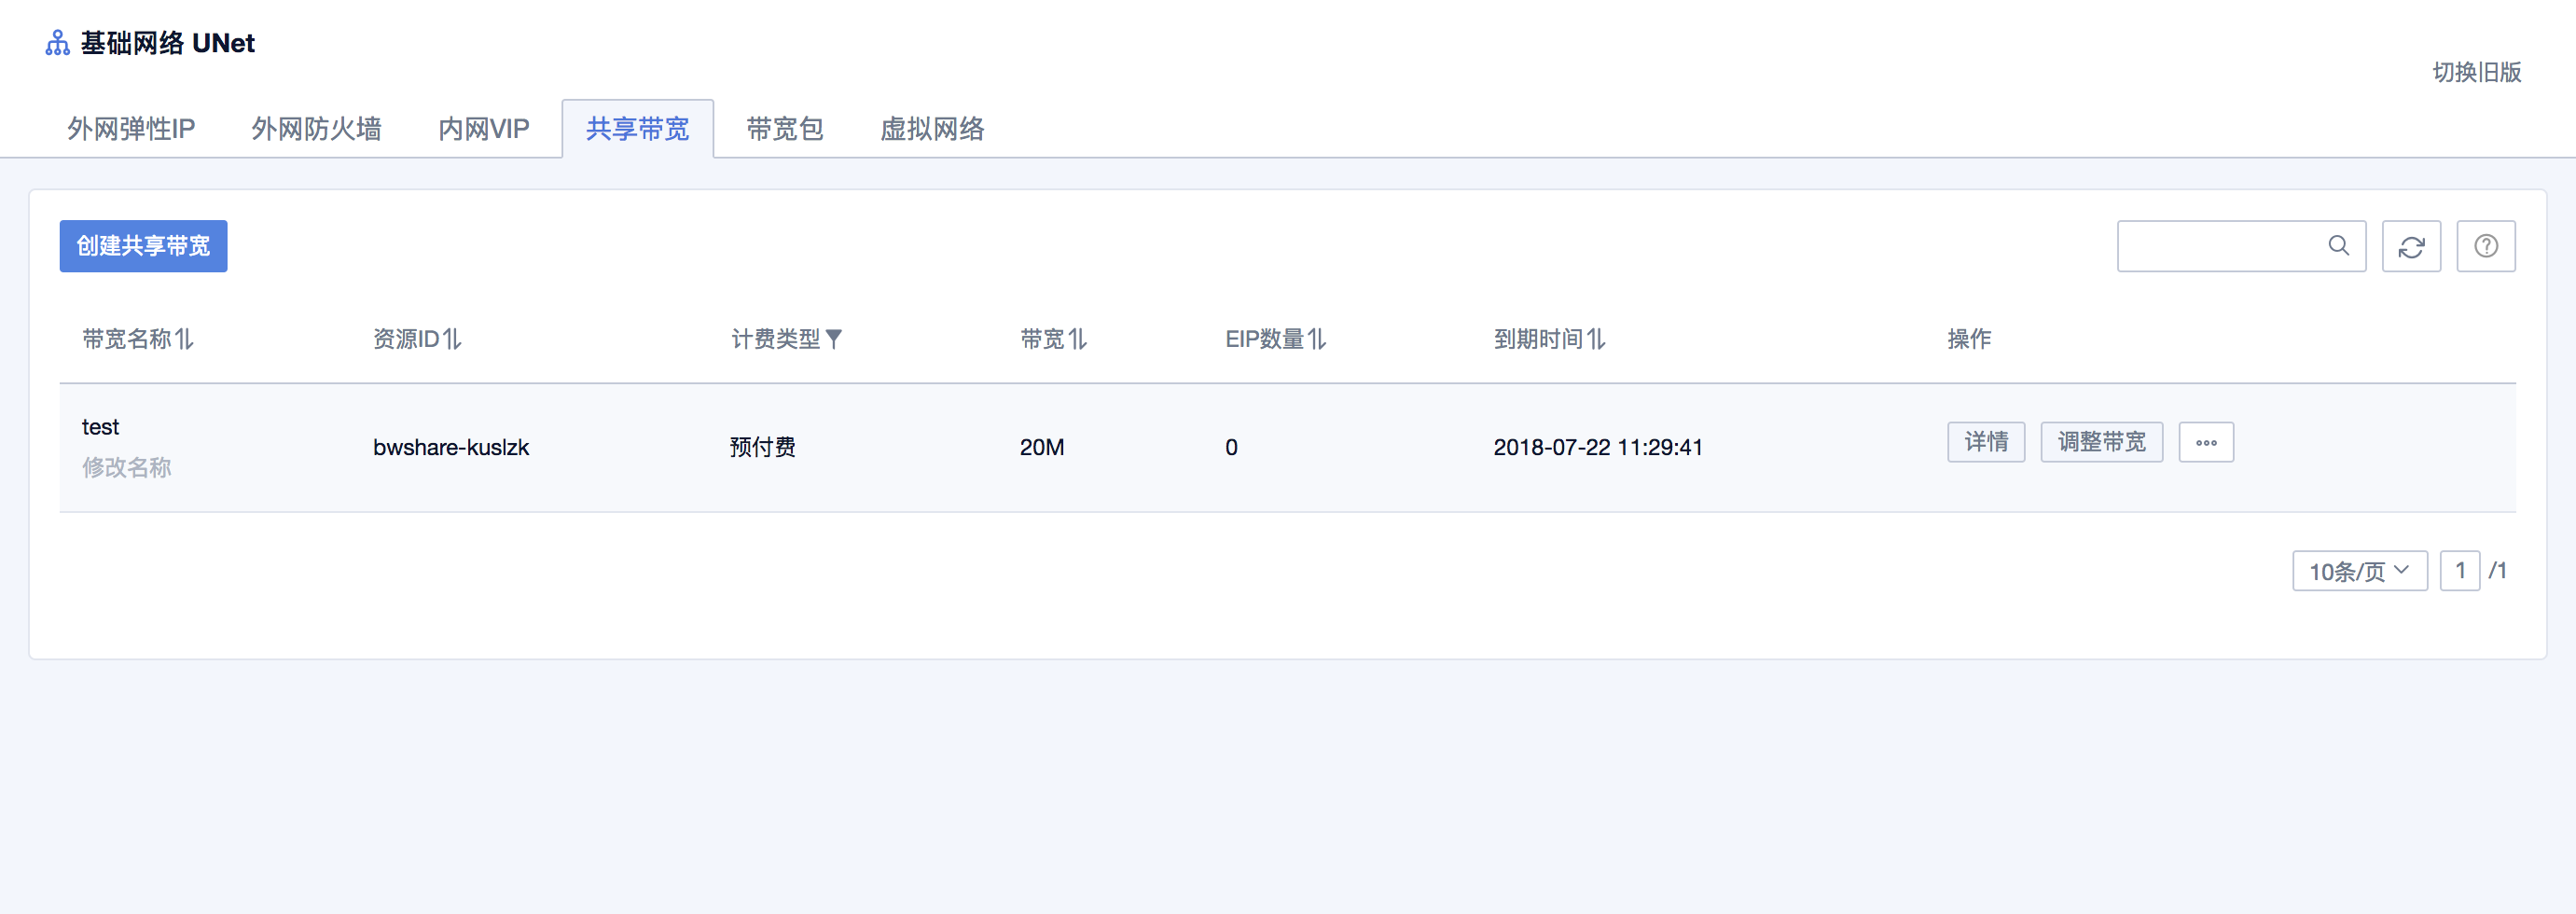 基础网络 UNet
切换旧版
外网弹性IP 外网防火墙 内网VIP 共享带宽 带宽包 虚拟网络
创建共享带宽
带宽名称 资源ID 计费类型 带宽 EIP数量 到期时间 操作
test
修改名称
bwshare-kuslzk 预付费 20M 0 2018-07-22 11:29:41 详情 调整带宽
10条/页 1 /1